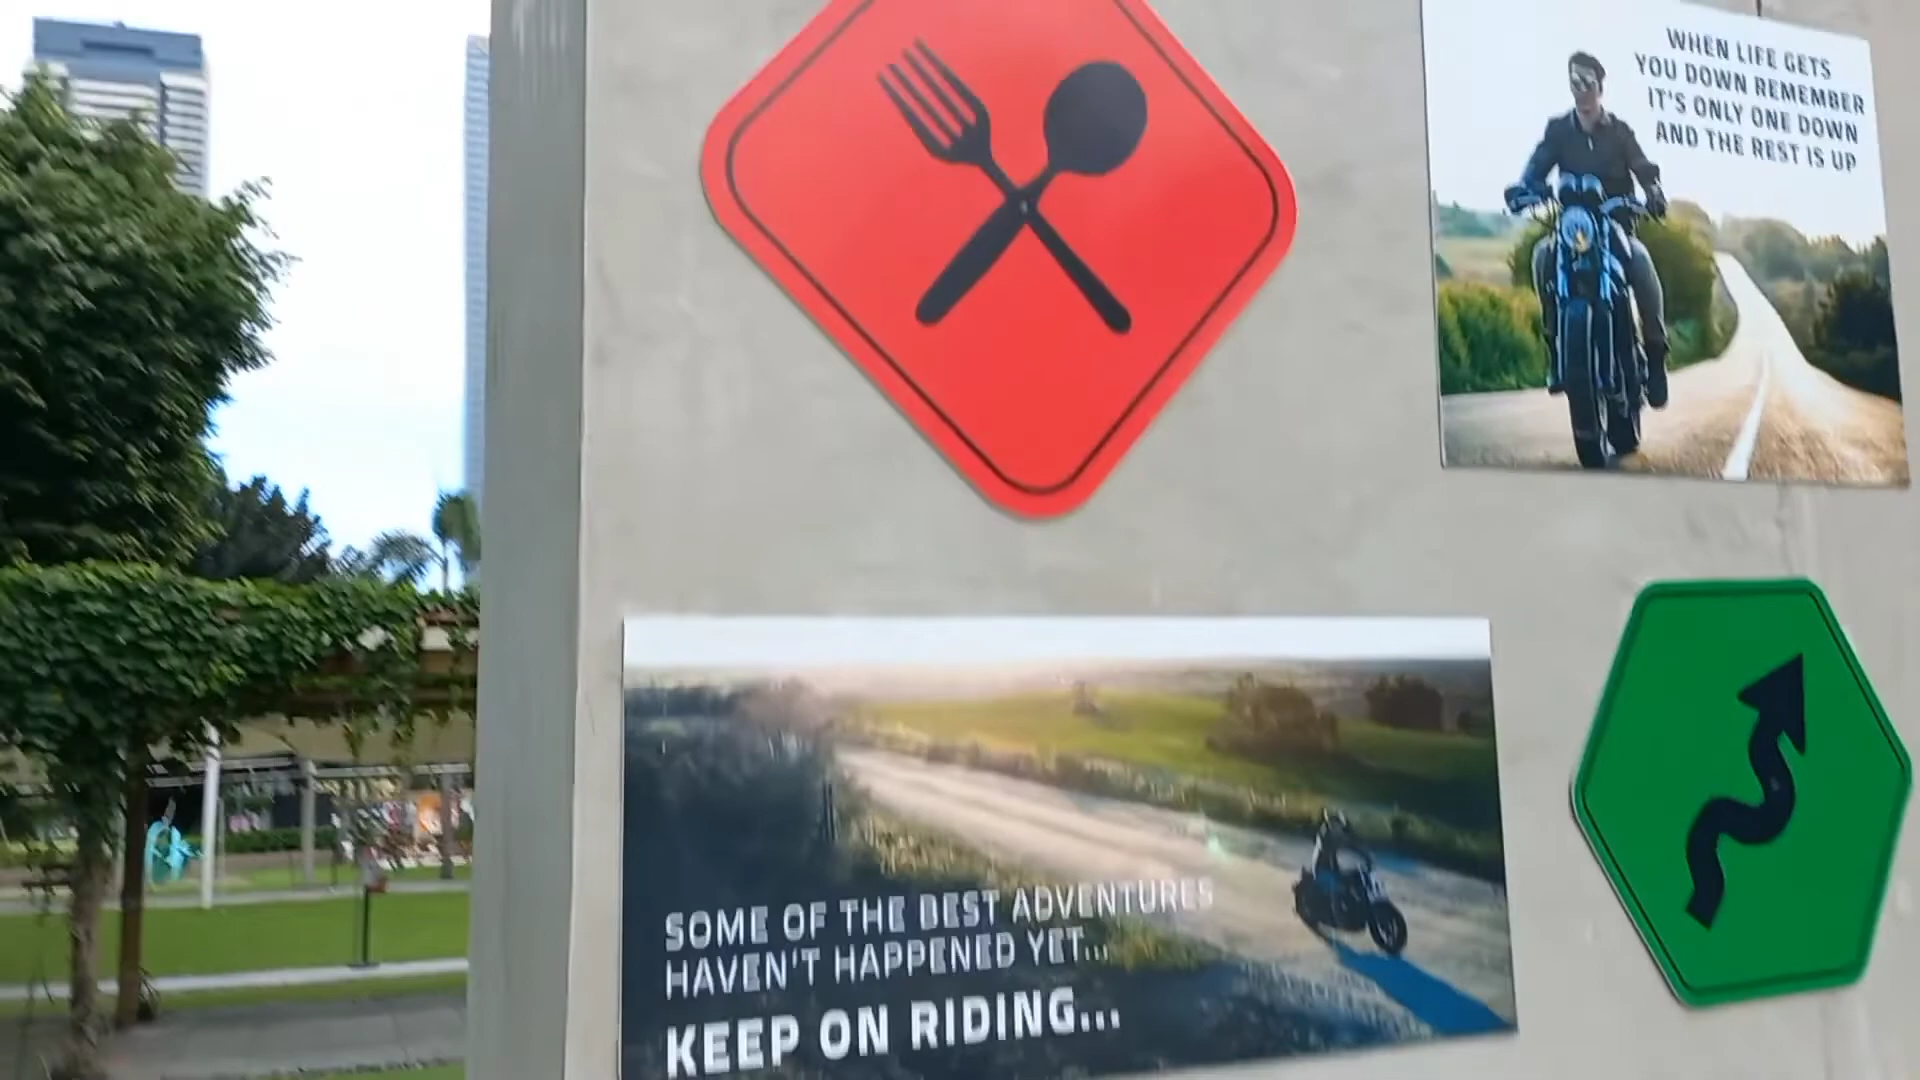 WHEN LIFE GETS
YOU DOWN REMEMBER
IT'S ONLY ONE DOWN
AND THE REST IS UP
SOME OF THE BEST ADVENTURES
HAVEN'T HAPPENED YET...
KEEP ON RIDING...